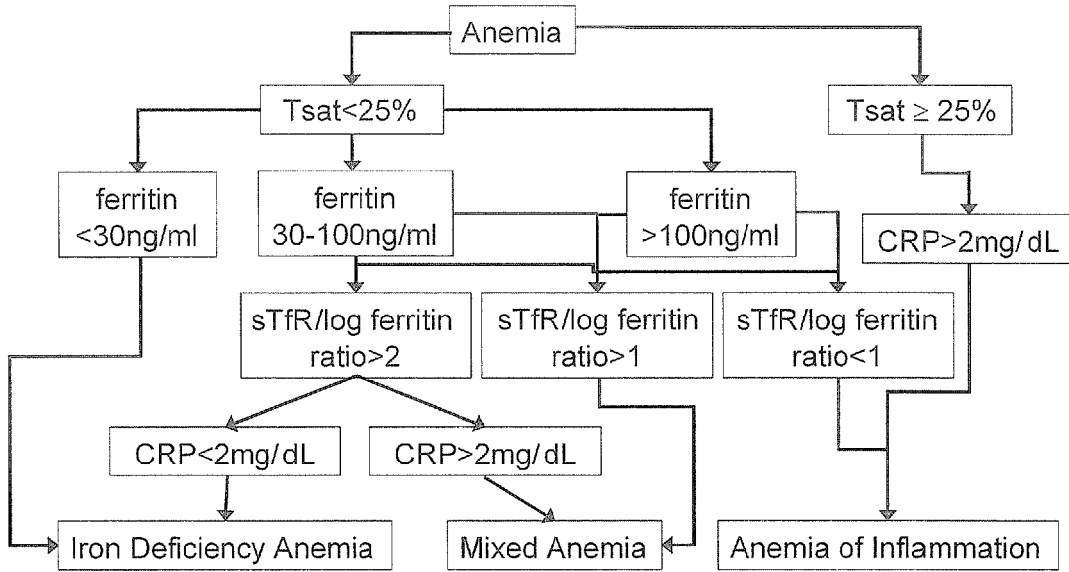 Anemia
Tsat<25%
Tsat ≥ 25%
ferritin
<30ng/ml
ferritin
30-100ng/ml
ferritin
>100ng/ml
CRP>2mg/dL
sTfR/log ferritin
ratio>2
sTfR/log ferritin
ratio>1
sTfR/log ferritin
ratio<1
CRP<2mg/dL
CRP>2mg/dL
Iron Deficiency Anemia
Mixed Anemia
Anemia of Inflammation